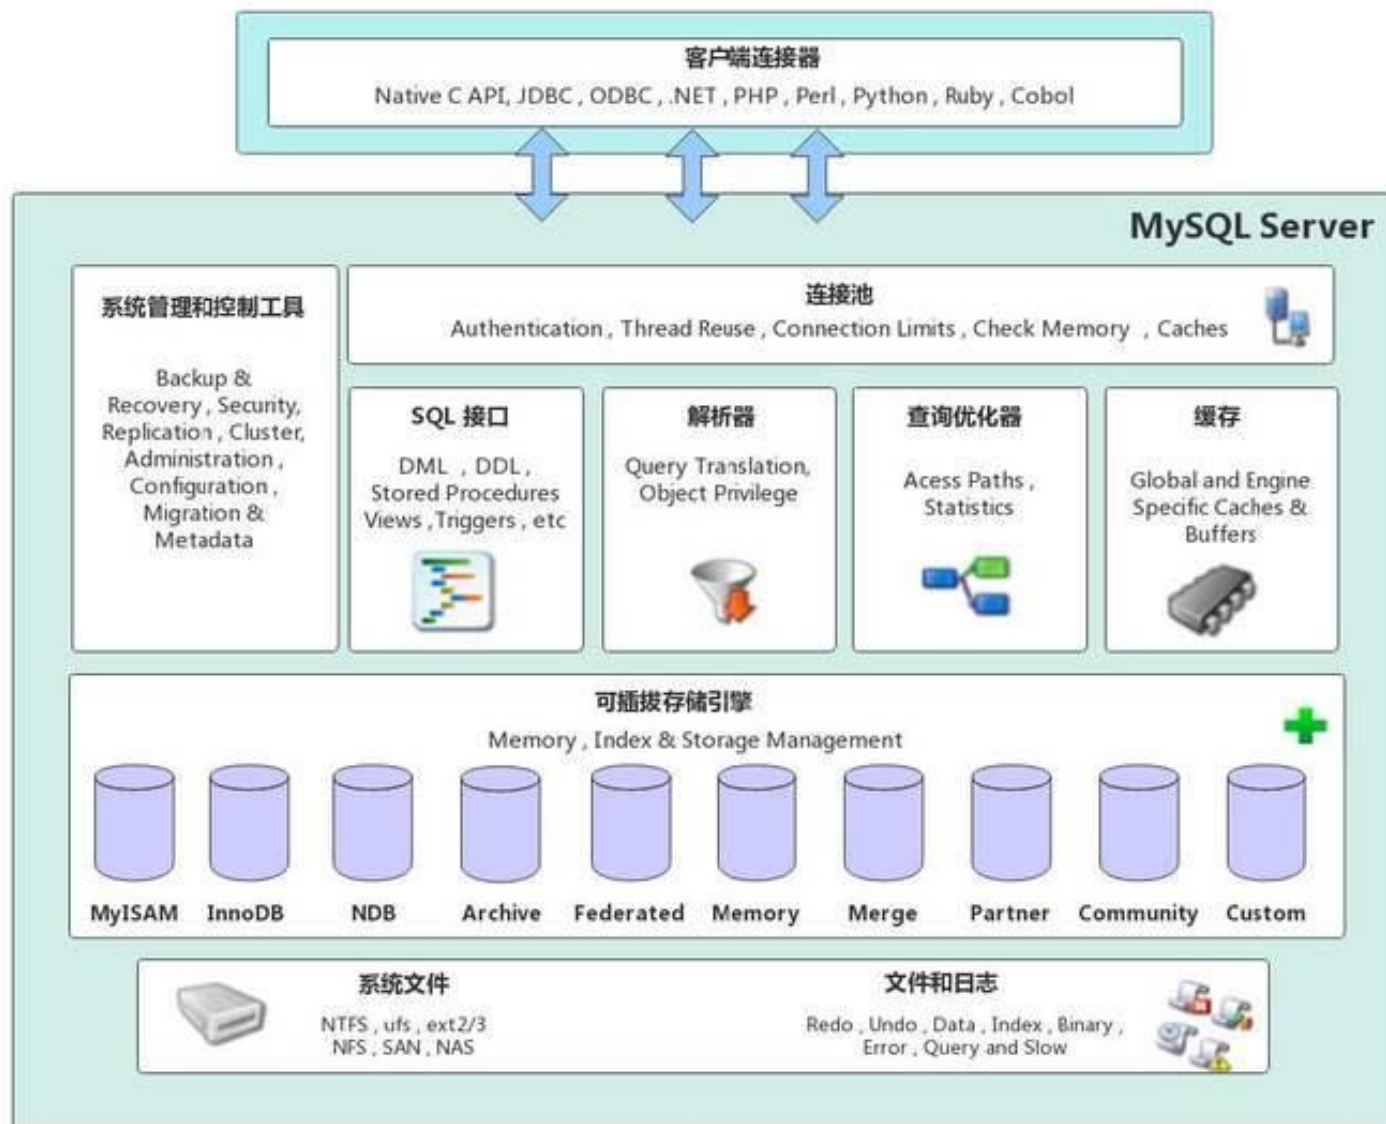 客户端连接器
Native C API, JDBC , ODBC , .NET , PHP , Perl , Python , Ruby , Cobol
MySQL Server
系统管理和控制工具
Backup &
Recovery , Security,
Replication , Cluster,
Administration ,
Configuration ,
Migration &
Metadata
连接池
Authentication , Thread Reuse , Connection Limits , Check Memory , Caches
SQL 接口
DML , DDL ,
Stored Procedures
Views ,Triggers , etc
解析器
Query Translation,
Object Privilege
查询优化器
Acess Paths ,
Statistics
缓存
Global and Engine
Specific Caches &
Buffers
可插拔存储引擎
Memory , Index & Storage Management
MyISAM
InnoDB
NDB
Archive
Federated
Memory
Merge
Partner
Community
Custom
系统文件
NTFS , ufs , ext2/3
NFS , SAN , NAS
文件和日志
Redo , Undo , Data , Index , Binary ,
Error , Query and Slow